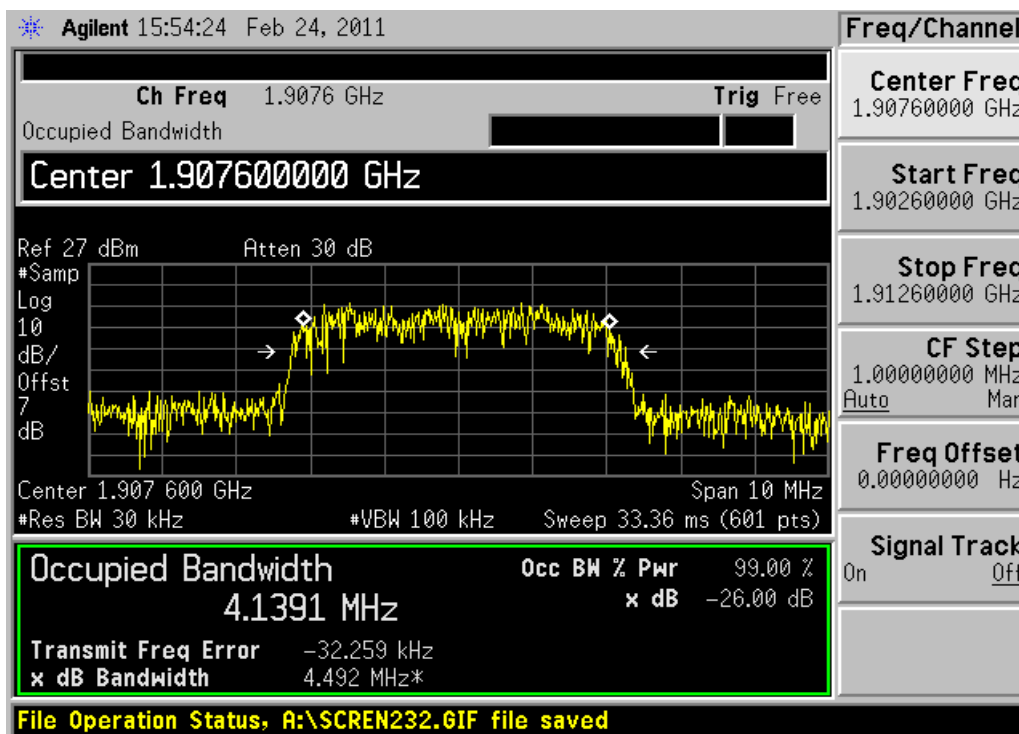 Agilent 15:54:24 Feb 24, 2011
Ch Freq 1.9076 GHz Trig Free
Occupied Bandwidth
Center 1.907600000 GHz
Ref 27 dBm Atten 30 dB
#Samp
Log
10
dB/
Offst
7
dB
Center 1.907 600 GHz Span 10 MHz
#Res BW 30 kHz #VBW 100 kHz Sweep 33.36 ms (601 pts)
Occupied Bandwidth Occ BW % Pwr 99.00 %
4.1391 MHz x dB -26.00 dB
Transmit Freq Error -32.259 kHz
x dB Bandwidth 4.492 MHz*
File Operation Status, A:\SCREN232.GIF file saved
Freq/Channel
Center Freq
1.90760000 GHz
Start Freq
1.90260000 GHz
Stop Freq
1.91260000 GHz
CF Step
1.00000000 MHz
Auto Man
Freq Offset
0.00000000 Hz
Signal Track
On Off